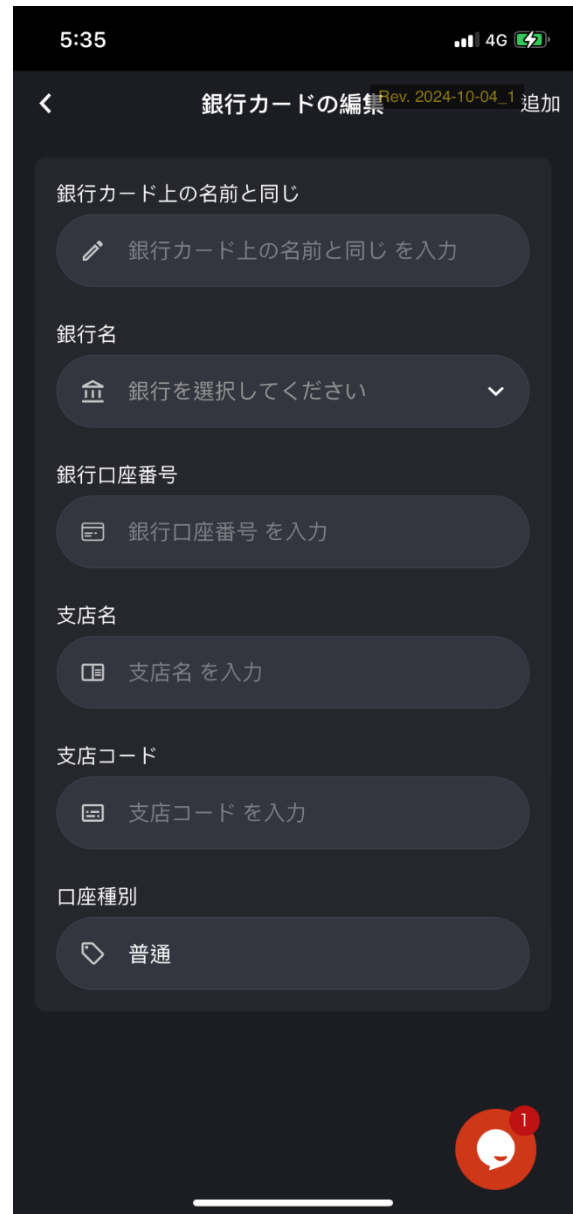 5:35
4G
銀行カードの編集
Rev. 2024-10-04_1
追加
銀行カード上の名前と同じ
銀行カード上の名前と同じ を入力
銀行名
銀行を選択してください
銀行口座番号
銀行口座番号 を入力
支店名
支店名 を入力
支店コード
支店コード を入力
口座種別
普通
1